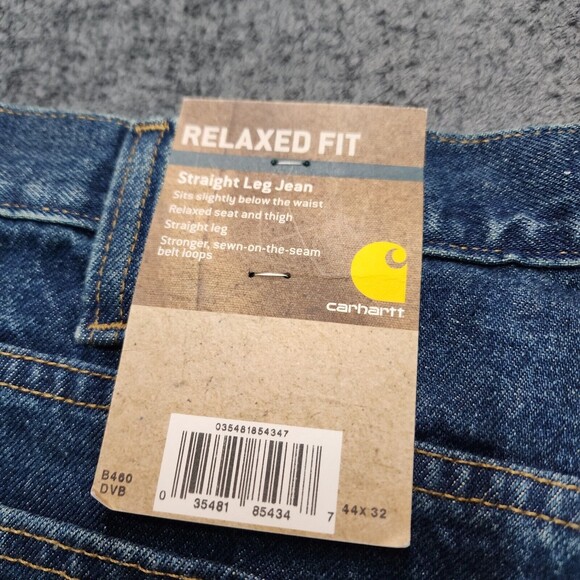 RELAXED FIT
Straight Leg Jean
Sits slightly below the waist
Relaxed seat and thigh
Straight leg
Stronger, sewn-on-the-seam
belt loops
carhartt
035481854347
B460
DVB
0 35481 85434 7
44X32